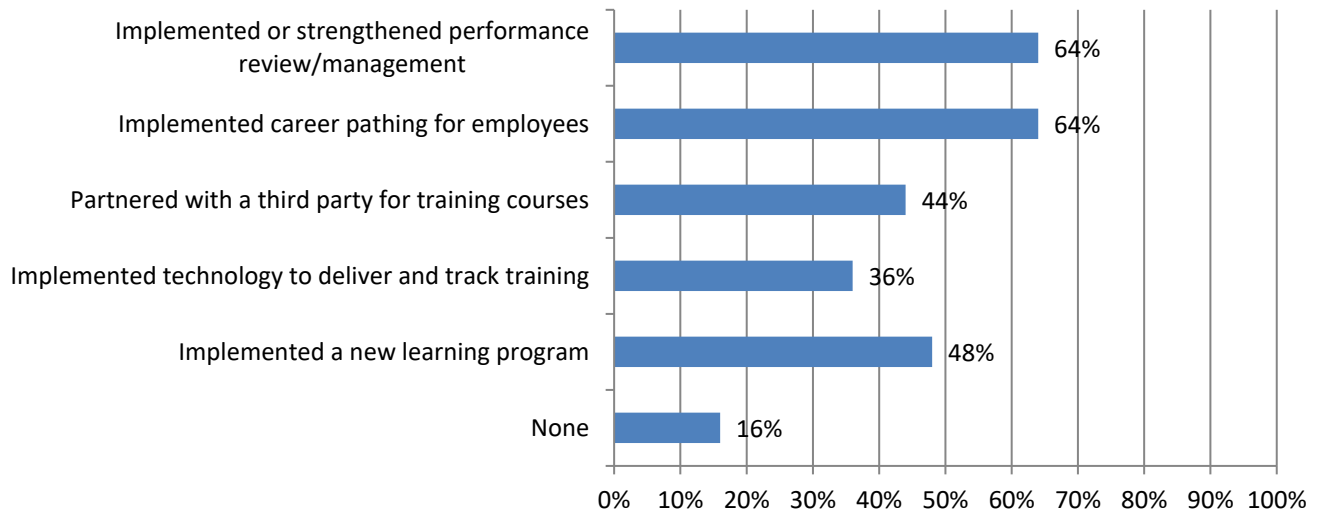 Implemented or strengthened performance
review/management
64%
Implemented career pathing for employees
64%
Partnered with a third party for training courses
44%
Implemented technology to deliver and track training
36%
Implemented a new learning program
48%
None
16%
0% 10% 20% 30% 40% 50% 60% 70% 80% 90% 100%